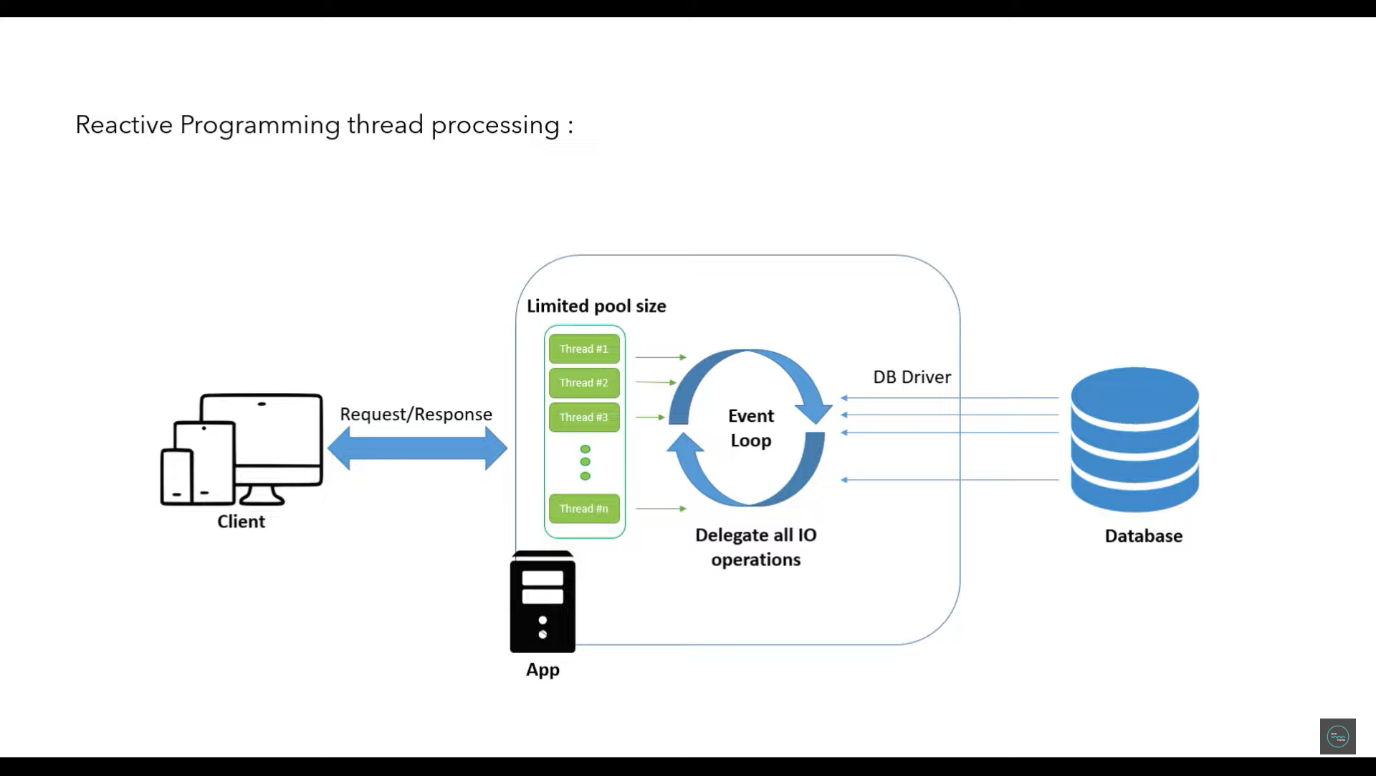 Reactive Programming thread processing :
Limited pool size
Thread #1
Thread #2
Thread #3
Thread #n
Request/Response
Client
Event
Loop
Delegate all IO
operations
DB Driver
Database
App